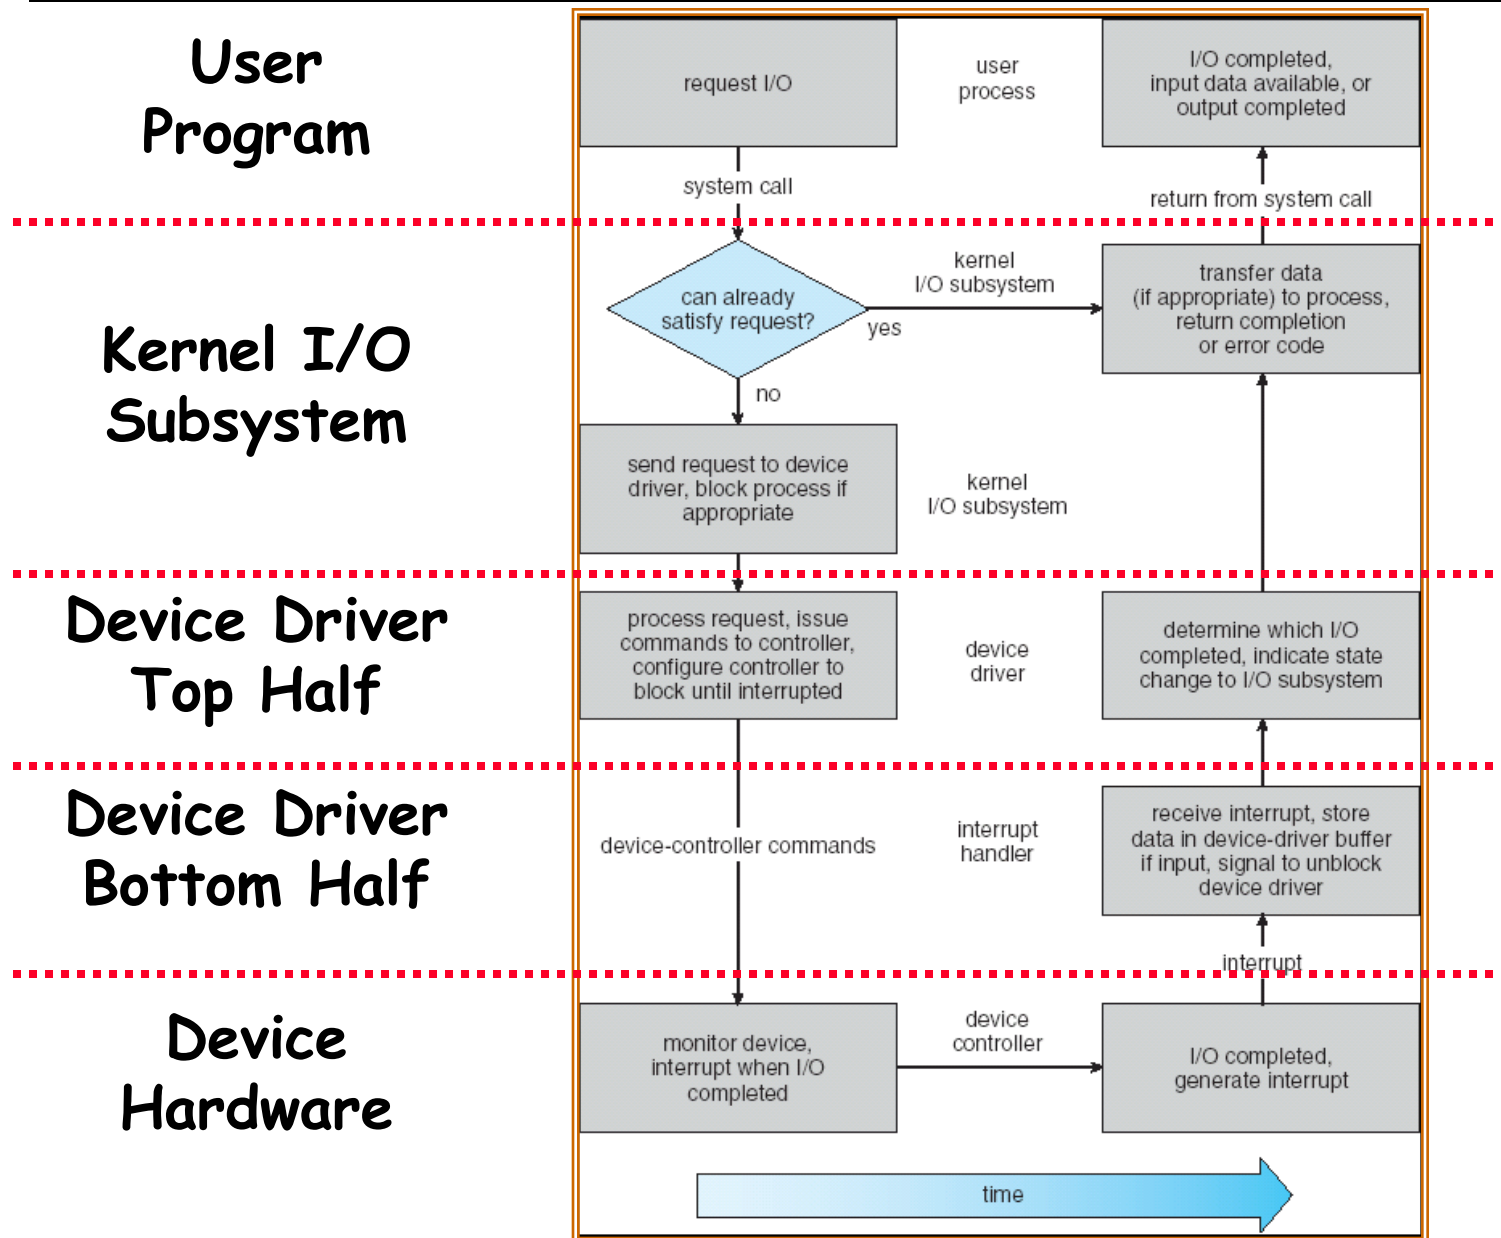 User
Program
request I/O
user
process
I/O completed,
input data available, or
output completed
system call
return from system call
Kernel I/O
Subsystem
can already
satisfy request?
kernel
I/O subsystem
yes
transfer data
(if appropriate) to process,
return completion
or error code
no
send request to device
driver, block process if
appropriate
kernel
I/O subsystem
Device Driver
Top Half
process request, issue
commands to controller,
configure controller to
block until interrupted
device
driver
determine which I/O
completed, indicate state
change to I/O subsystem
Device Driver
Bottom Half
device-controller commands
interrupt
handler
receive interrupt, store
data in device-driver buffer
if input, signal to unblock
device driver
interrupt
Device
Hardware
monitor device,
interrupt when I/O
completed
device
controller
I/O completed,
generate interrupt
time